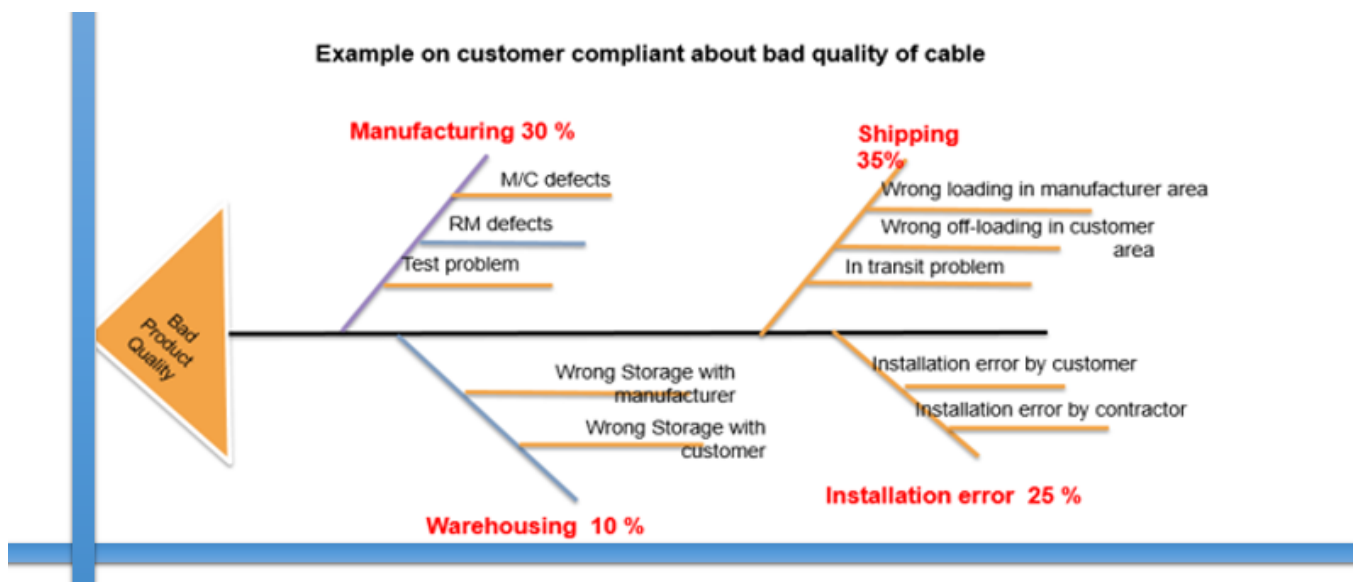 Example on customer compliant about bad quality of cable
Manufacturing 30 %
M/C defects
RM defects
Test problem
Shipping
35%
Wrong loading in manufacturer area
Wrong off-loading in customer
area
In transit problem
Bad
Product
Quality
Wrong Storage with
manufacturer
Wrong Storage with
customer
Warehousing 10 %
Installation error by customer
Installation error by contractor
Installation error 25 %